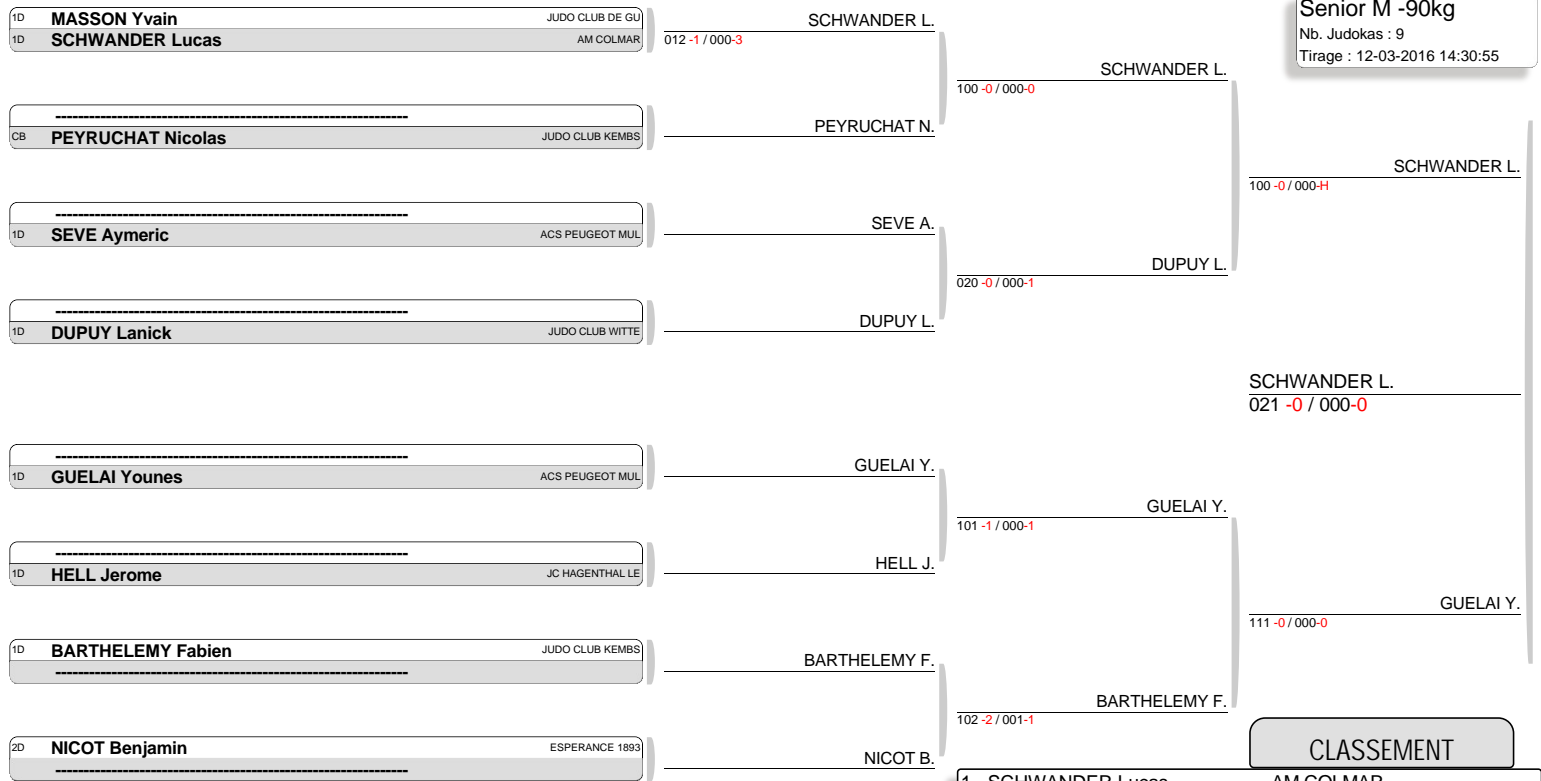 Senior M -90kg
Nb. Judokas : 9
Tirage : 12-03-2016 14:30:55
1D MASSON Yvain JUDO CLUB DE GU
1D SCHWANDER Lucas AM COLMAR
------------------------------------------------------------------
CB PEYRUCHAT Nicolas JUDO CLUB KEMBS
------------------------------------------------------------------
1D SEVE Aymeric ACS PEUGEOT MUL
------------------------------------------------------------------
1D DUPUY Lanick JUDO CLUB WITTE
------------------------------------------------------------------
1D GUELAI Younes ACS PEUGEOT MUL
------------------------------------------------------------------
1D HELL Jerome JC HAGENTHAL LE
1D BARTHELEMY Fabien JUDO CLUB KEMBS
------------------------------------------------------------------
2D NICOT Benjamin ESPERANCE 1893
------------------------------------------------------------------
SCHWANDER L.
012 -1 / 000-3
PEYRUCHAT N.
SEVE A.
DUPUY L.
GUELAI Y.
HELL J.
BARTHELEMY F.
NICOT B.
SCHWANDER L.
100 -0 / 000-0
DUPUY L.
020 -0 / 000-1
GUELAI Y.
101 -1 / 000-1
BARTHELEMY F.
102 -2 / 001-1
SCHWANDER L.
100 -0 / 000-H
GUELAI Y.
111 -0 / 000-0
SCHWANDER L.
021 -0 / 000-0
CLASSEMENT
1 SCHWANDER Lucas AM COLMAR